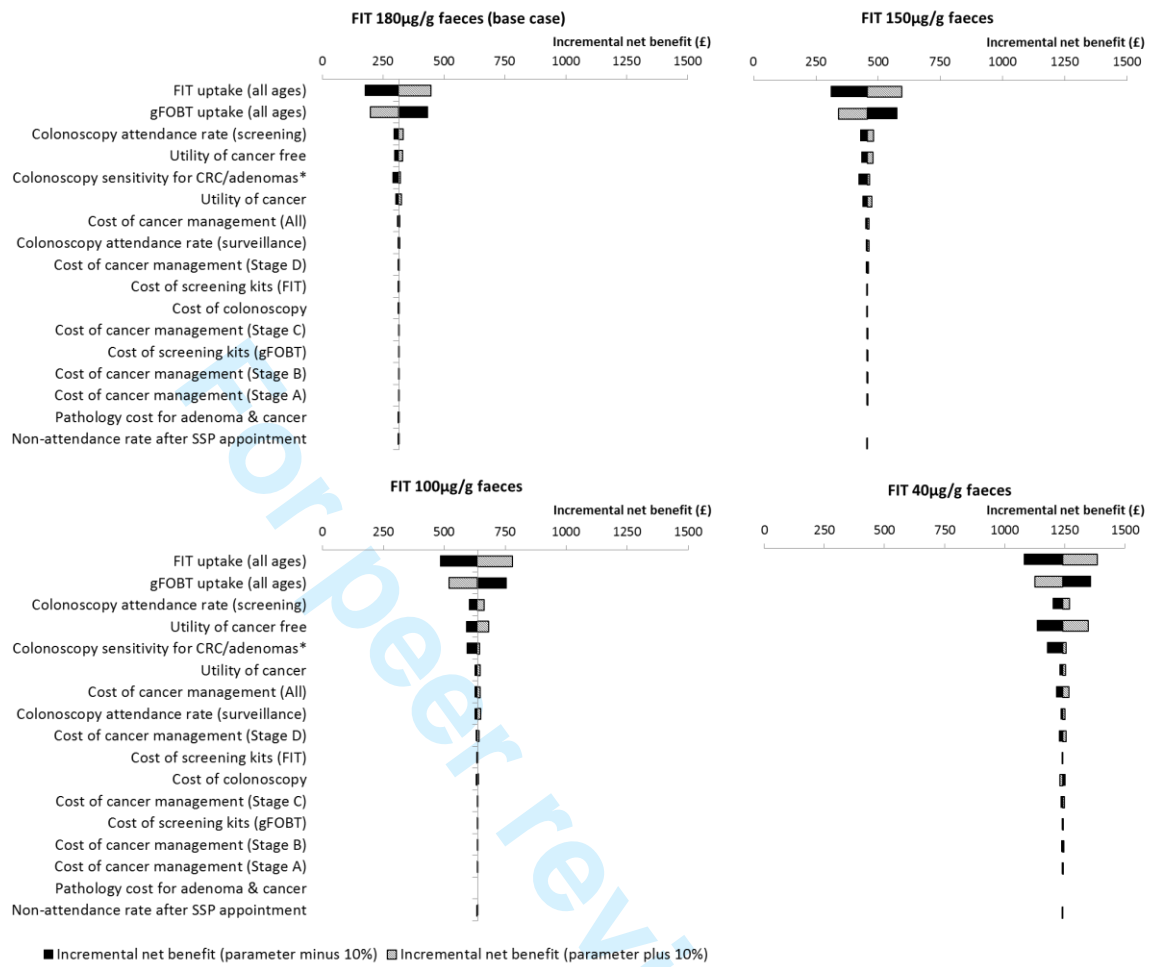 FIT 180µg/g faeces (base case)
Incremental net benefit (£)
0 250 500 750 1000 1250 1500
FIT 150µg/g faeces
Incremental net benefit (£)
0 250 500 750 1000 1250 1500
FIT uptake (all ages)
gFOBT uptake (all ages)
Colonoscopy attendance rate (screening)
Utility of cancer free
Colonoscopy sensitivity for CRC/adenomas*
Utility of cancer
Cost of cancer management (All)
Colonoscopy attendance rate (surveillance)
Cost of cancer management (Stage D)
Cost of screening kits (FIT)
Cost of colonoscopy
Cost of cancer management (Stage C)
Cost of screening kits (gFOBT)
Cost of cancer management (Stage B)
Cost of cancer management (Stage A)
Pathology cost for adenoma & cancer
Non-attendance rate after SSP appointment
FIT 100µg/g faeces
Incremental net benefit (£)
0 250 500 750 1000 1250 1500
FIT 40µg/g faeces
Incremental net benefit (£)
0 250 500 750 1000 1250 1500
FIT uptake (all ages)
gFOBT uptake (all ages)
Colonoscopy attendance rate (screening)
Utility of cancer free
Colonoscopy sensitivity for CRC/adenomas*
Utility of cancer
Cost of cancer management (All)
Colonoscopy attendance rate (surveillance)
Cost of cancer management (Stage D)
Cost of screening kits (FIT)
Cost of colonoscopy
Cost of cancer management (Stage C)
Cost of screening kits (gFOBT)
Cost of cancer management (Stage B)
Cost of cancer management (Stage A)
Pathology cost for adenoma & cancer
Non-attendance rate after SSP appointment
Incremental net benefit (parameter minus 10%) Incremental net benefit (parameter plus 10%)
For peer revi